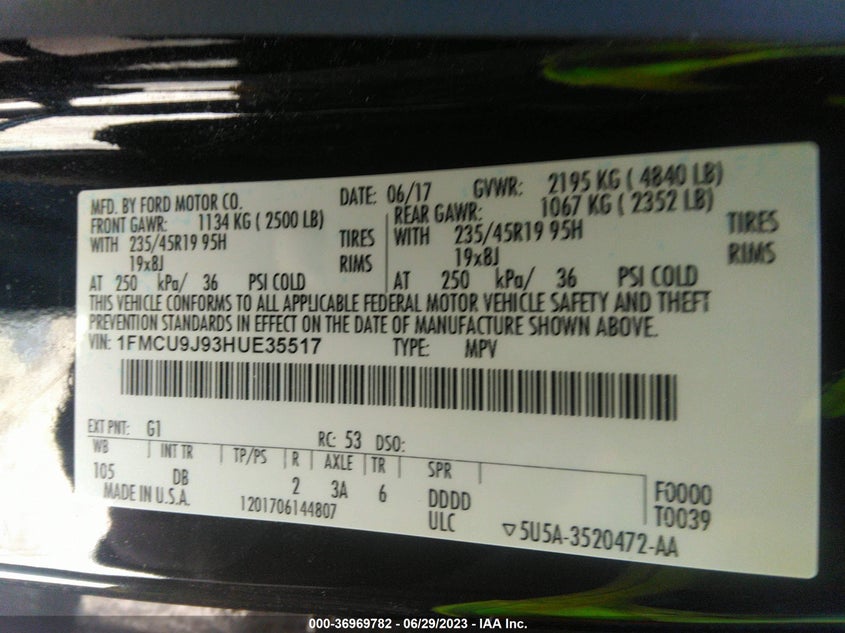 MFD. BY FORD MOTOR CO. DATE: 06/17 GVWR: 2195 KG ( 4840 LB)
FRONT GAWR: 1134 KG ( 2500 LB) REAR GAWR: 1067 KG ( 2352 LB)
WITH 235/45R19 95H TIRES WITH 235/45R19 95H TIRES
19x8J RIMS 19x8J RIMS
AT 250 kPa/ 36 PSI COLD AT 250 kPa/ 36 PSI COLD
THIS VEHICLE CONFORMS TO ALL APPLICABLE FEDERAL MOTOR VEHICLE SAFETY AND THEFT
PREVENTION STANDARDS IN EFFECT ON THE DATE OF MANUFACTURE SHOWN ABOVE.
VIN: 1FMCU9J93HUE35517 TYPE: MPV
EXT PNT: G1 RC: 53 DSO:
WB INT TR TP/PS R AXLE TR SPR
105 DB 2 3A 6 DDDD F0000
MADE IN U.S.A. 1201706144807 ULC T0039
5U5A-3520472-AA
000-36969782 - 06/29/2023 - IAA Inc.